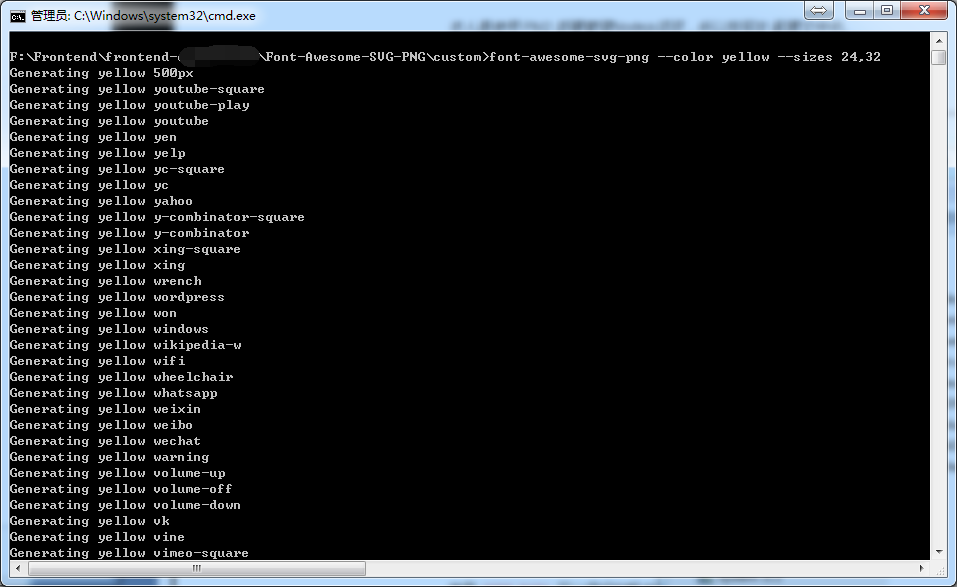 管理员: C:\Windows\system32\cmd.exe
F:\Frontend\frontend-\Font-Awesome-SVG-PNG\custom>font-awesome-svg-png --color yellow --sizes 24,32
Generating yellow 500px
Generating yellow youtube-square
Generating yellow youtube-play
Generating yellow youtube
Generating yellow yen
Generating yellow yelp
Generating yellow yc-square
Generating yellow yc
Generating yellow yahoo
Generating yellow y-combinator-square
Generating yellow y-combinator
Generating yellow xing-square
Generating yellow xing
Generating yellow wrench
Generating yellow wordpress
Generating yellow won
Generating yellow windows
Generating yellow wikipedia-w
Generating yellow wifi
Generating yellow wheelchair
Generating yellow whatsapp
Generating yellow weixin
Generating yellow weibo
Generating yellow wechat
Generating yellow warning
Generating yellow volume-up
Generating yellow volume-off
Generating yellow volume-down
Generating yellow vk
Generating yellow vine
Generating yellow vimeo-square